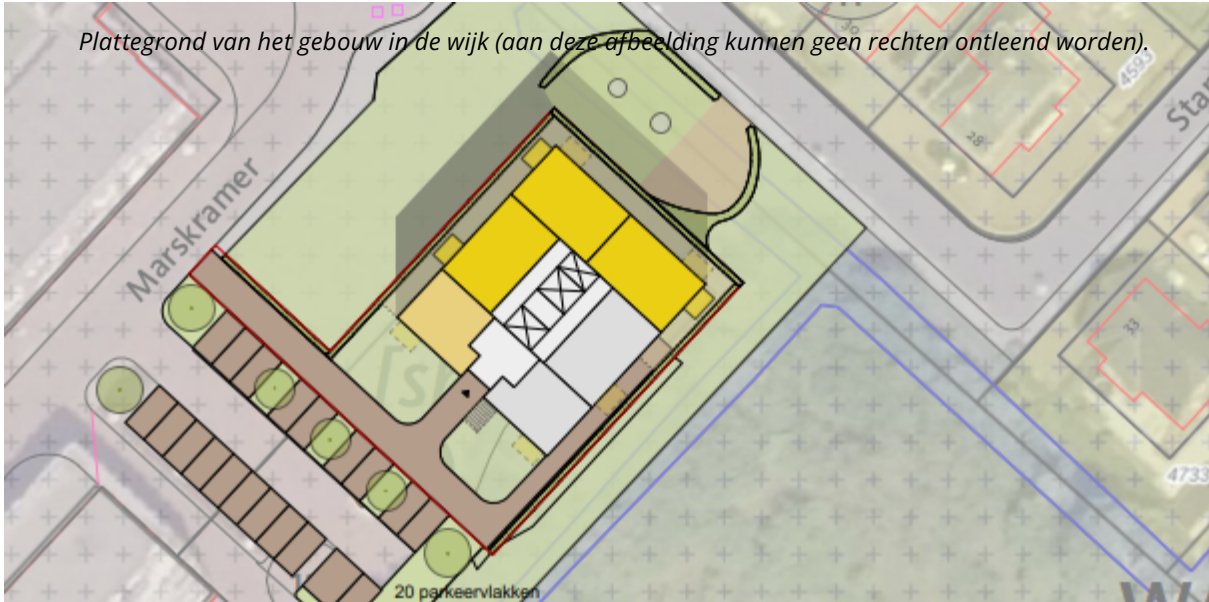 Plattegrond van het gebouw in de wijk (aan deze afbeelding kunnen geen rechten ontleend worden).
30
4593
28
Marskramer
33
4733
20 parkeervlakken